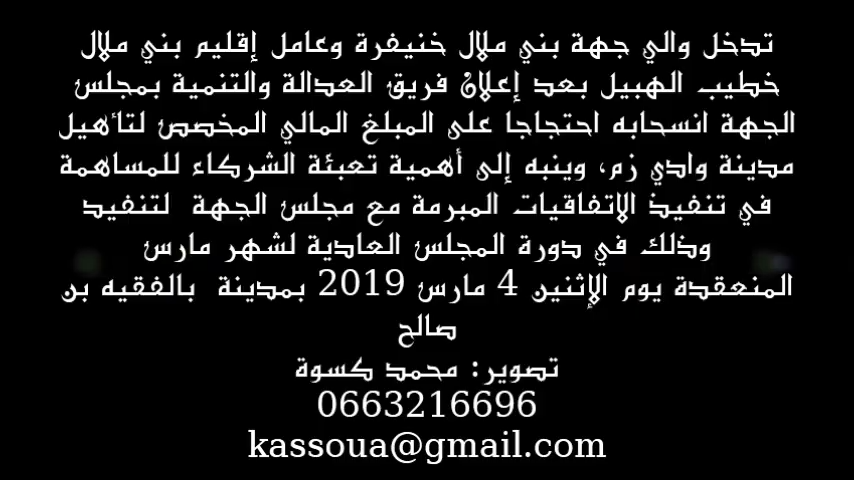 تدخل والي جهة بني ملال خنيفرة وعامل إقليم بني ملال
خطيب الهبيل بعد إعلان فريق العدالة والتنمية بمجلس
الجهة انسحابه احتجاجا على المبلغ المالي المخصص لتأهيل
مدينة وادي زم، وينبه إلى أهمية تعبئة الشركاء للمساهمة
في تنفيذ الاتفاقيات المبرمة مع مجلس الجهة لتنفيد
وذلك في دورة المجلس العادية لشهر مارس
المنعقدة يوم الإثنين 4 مارس 2019 بمدينة بالفقيه بن
صالح
تصوير: محمد كسوة
0663216696
kassoua@gmail.com